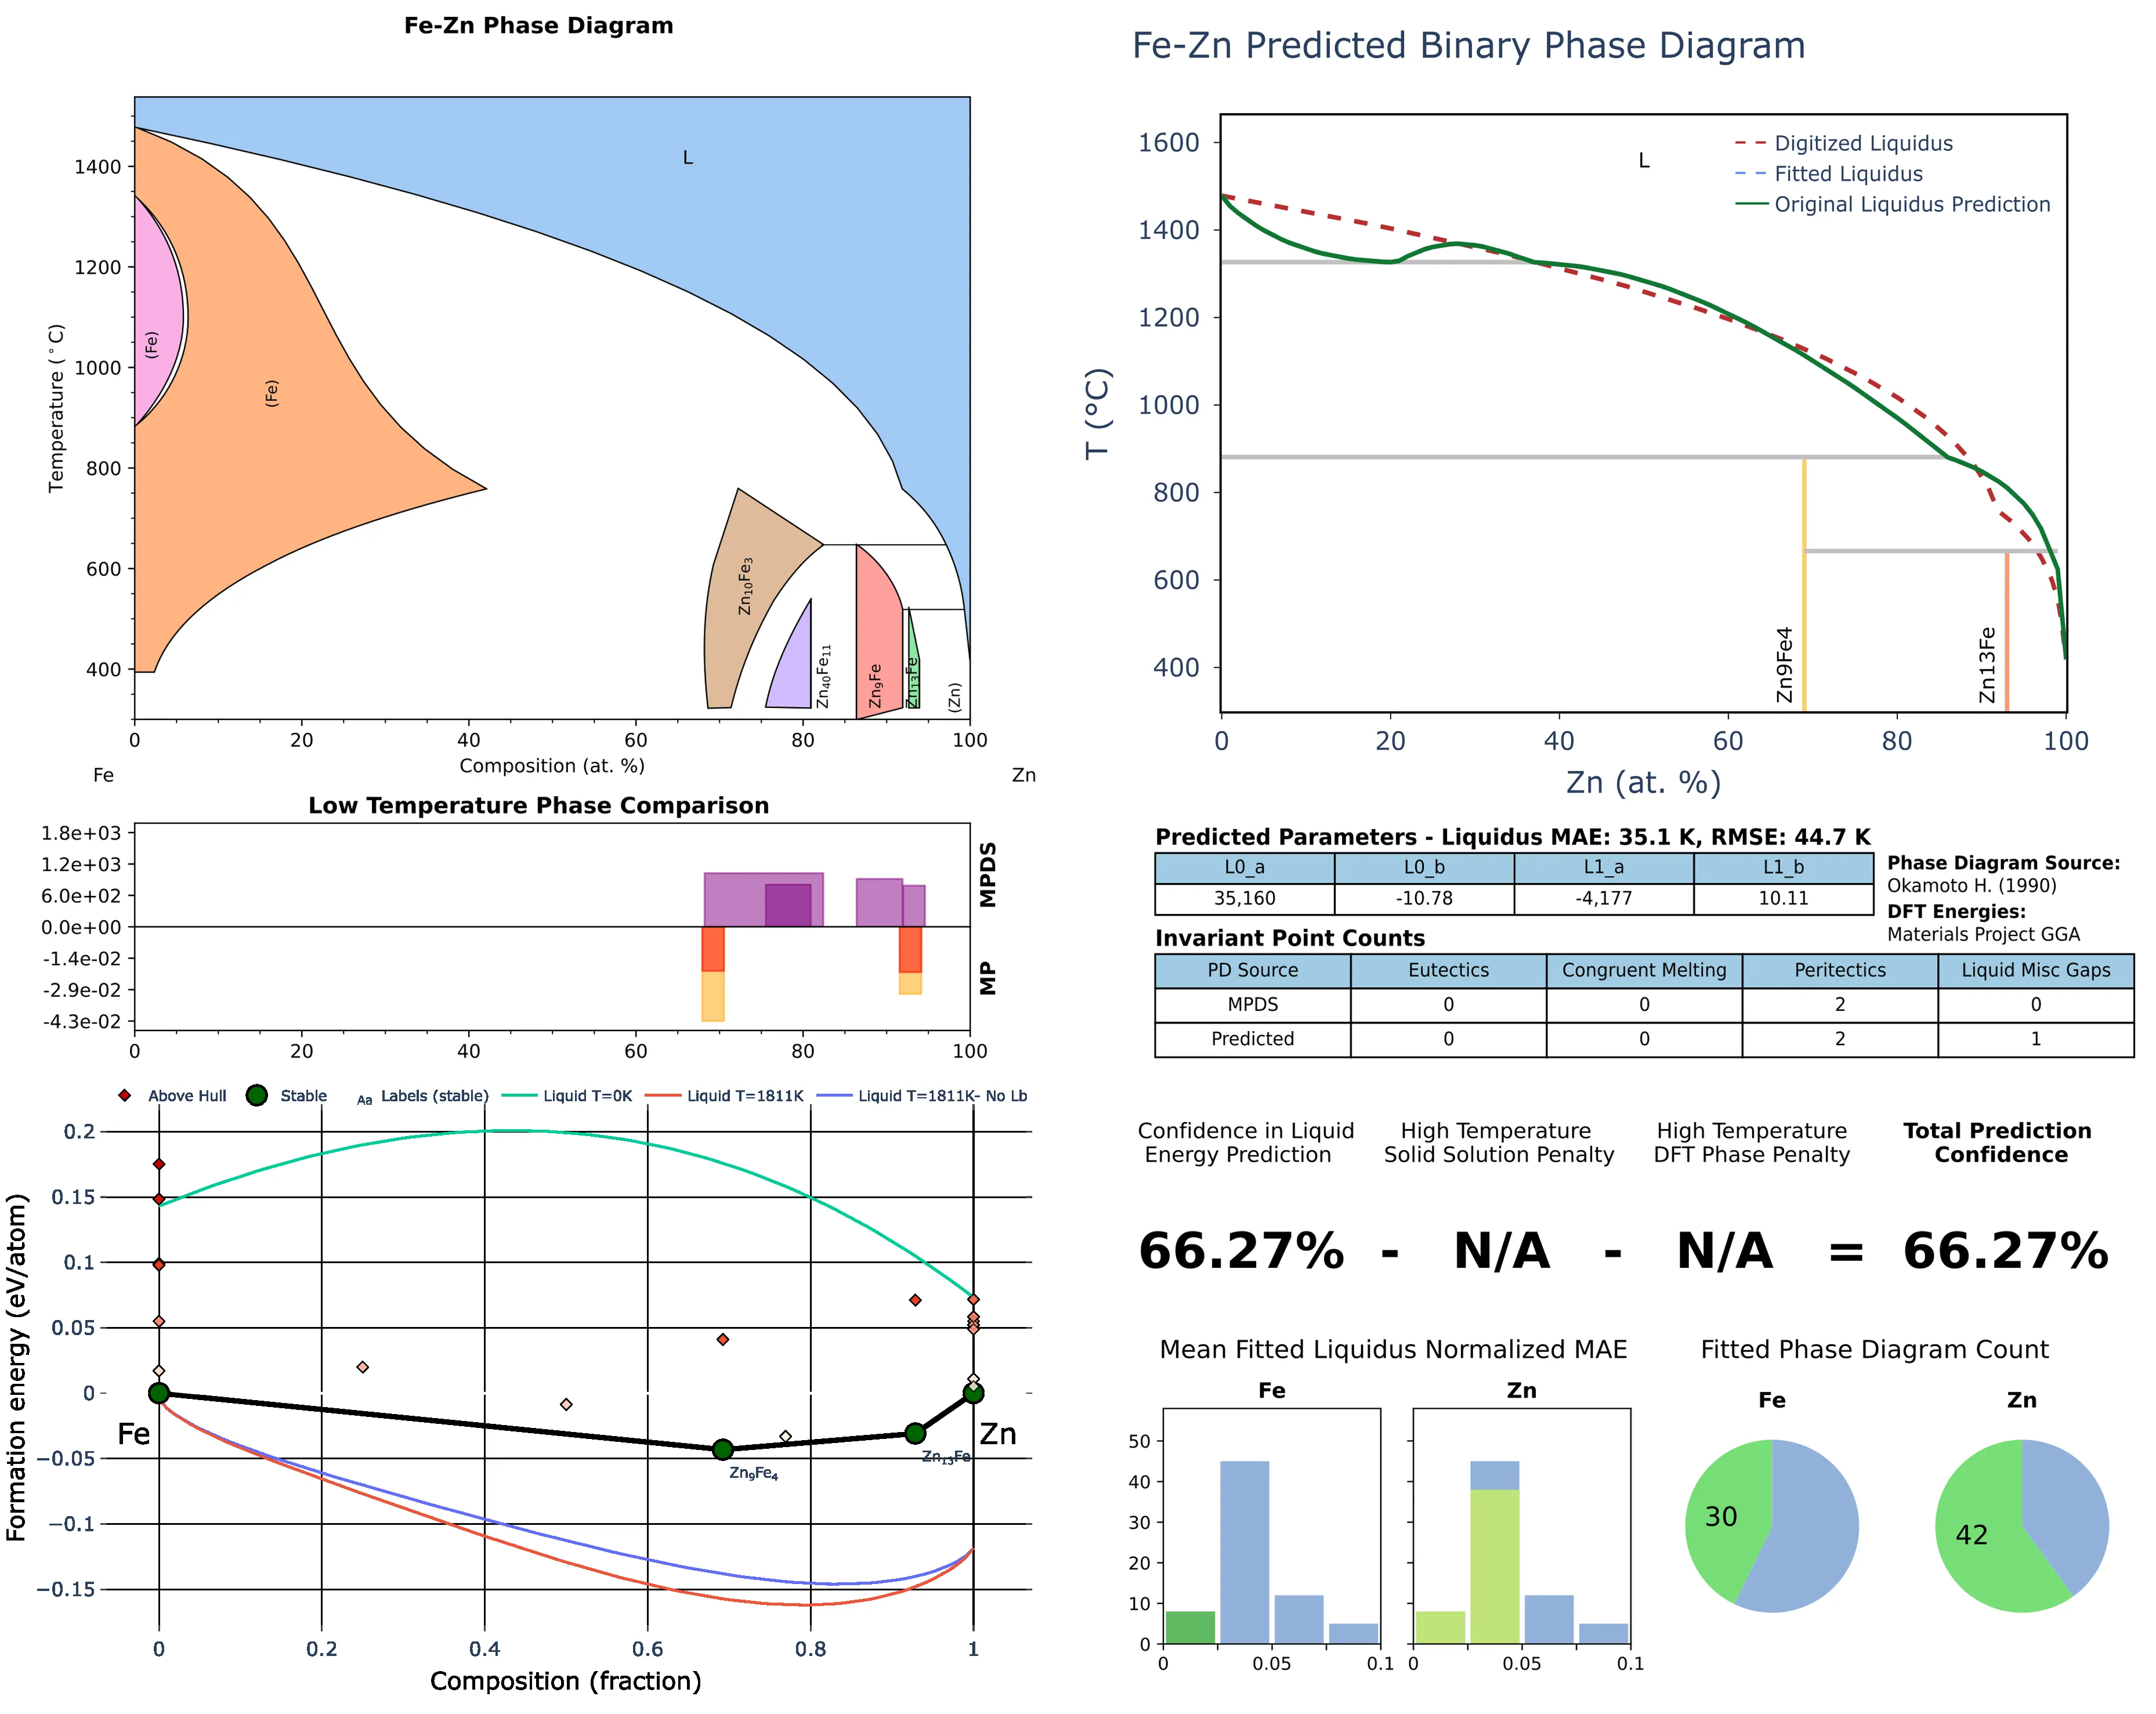 Fe-Zn Phase Diagram
Temperature (°C)
1400
1200
1000
800
600
400
L
(Fe)
(Fe)
Zn10Fe3
Zn40Fe11
Zn9Fe
Zn13Fe
(Zn)
0 20 40 60 80 100
Fe Composition (at. %) Zn
Low Temperature Phase Comparison
1.8e+03
1.2e+03
6.0e+02
0.0e+00
-1.4e-02
-2.9e-02
-4.3e-02
MPDS
MP
0 20 40 60 80 100
Above Hull Stable Aa Labels (stable) Liquid T=0K Liquid T=1811K Liquid T=1811K- No Lb
Formation energy (eV/atom)
0.2
0.15
0.1
0.05
0
−0.05
−0.1
−0.15
Fe
Zn
Zn9Fe4
Zn13Fe
0 0.2 0.4 0.6 0.8 1
Composition (fraction)
Fe-Zn Predicted Binary Phase Diagram
T (°C)
1600
1400
1200
1000
800
600
400
L
Digitized Liquidus
Fitted Liquidus
Original Liquidus Prediction
Zn9Fe4
Zn13Fe
0 20 40 60 80 100
Zn (at. %)
Predicted Parameters - Liquidus MAE: 35.1 K, RMSE: 44.7 K
L0_a L0_b L1_a L1_b
35,160 -10.78 -4,177 10.11
Phase Diagram Source:
Okamoto H. (1990)
DFT Energies:
Materials Project GGA
Invariant Point Counts
PD Source Eutectics Congruent Melting Peritectics Liquid Misc Gaps
MPDS 0 0 2 0
Predicted 0 0 2 1
Confidence in Liquid
Energy Prediction
High Temperature
Solid Solution Penalty
High Temperature
DFT Phase Penalty
Total Prediction
Confidence
66.27% - N/A - N/A = 66.27%
Mean Fitted Liquidus Normalized MAE
Fe Zn
50
40
30
20
10
0
0 0.05 0.1
0 0.05 0.1
Fitted Phase Diagram Count
Fe Zn
30
42